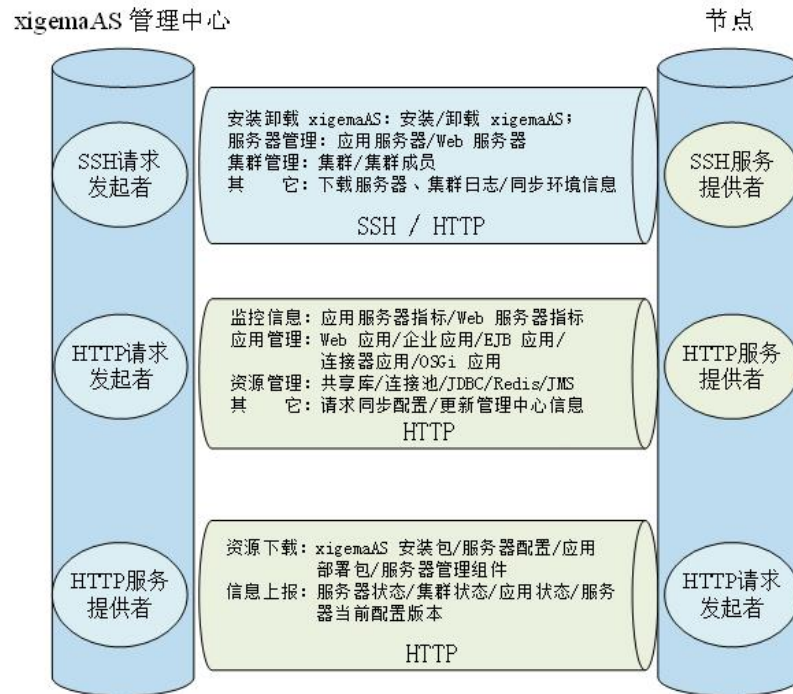 xigemaAS 管理中心
节点
SSH请求
发起者
安装卸载 xigemaAS：安装/卸载 xigemaAS；
服务器管理：应用服务器/Web 服务器
集群管理：集群/集群成员
其 它：下载服务器、集群日志/同步环境信息
SSH / HTTP
SSH服务
提供者
HTTP请求
发起者
监控信息：应用服务器指标/Web 服务器指标
应用管理：Web 应用/企业应用/EJB 应用/
连接器应用/OSGi 应用
资源管理：共享库/连接池/JDBC/Redis/JMS
其 它：请求同步配置/更新管理中心信息
HTTP
HTTP服务
提供者
HTTP服务
提供者
资源下载：xigemaAS 安装包/服务器配置/应用
部署包/服务器管理组件
信息上报：服务器状态/集群状态/应用状态/服务
器当前配置版本
HTTP
HTTP请求
发起者